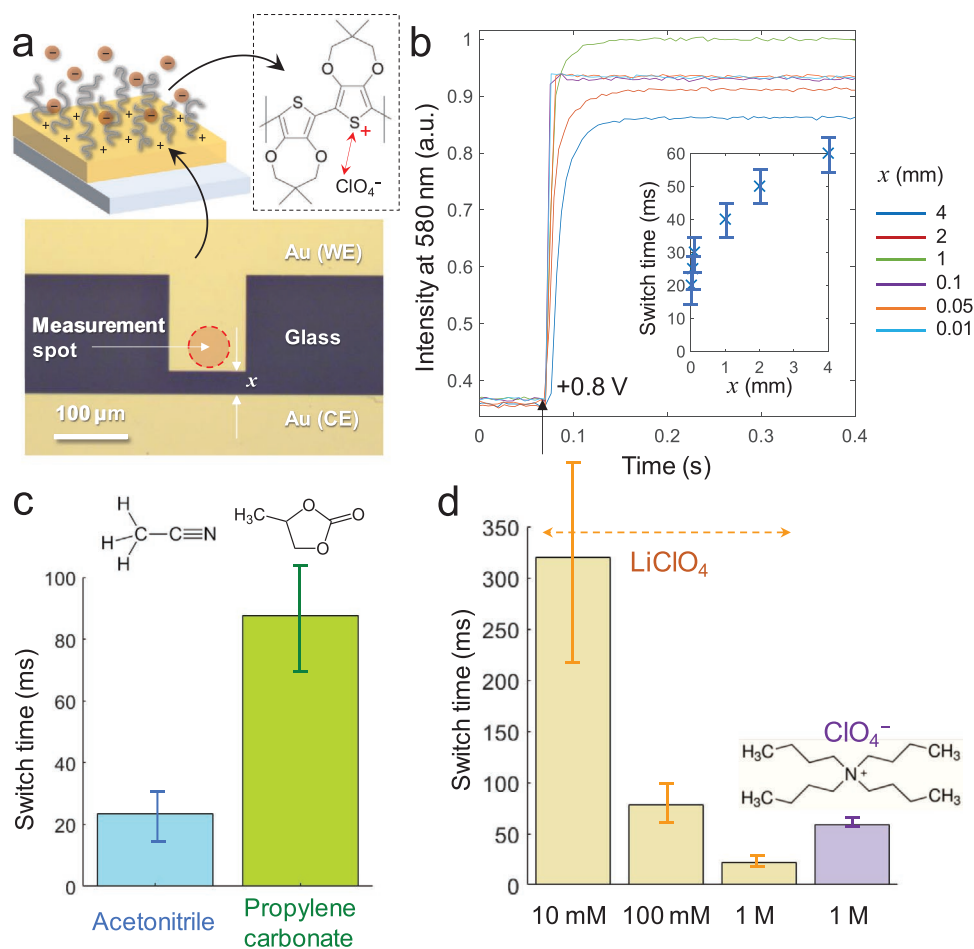 a
S
O
O
S
+
O
O
ClO₄⁻
Au (WE)
Measurement
spot
Glass
x
100 µm
Au (CE)
b
Intensity at 580 nm (a.u.)
1
0.9
0.8
0.7
0.6
0.5
0.4
0
0.1
0.2
0.3
0.4
Time (s)
+0.8 V
Switch time (ms)
60
50
40
30
20
10
0
0
1
2
3
4
x (mm)
x (mm)
4
2
1
0.1
0.05
0.01
c
H
H
C
C≡N
H
H₃C
O
O
O
Switch time (ms)
100
80
60
40
20
0
Acetonitrile
Propylene
carbonate
d
Switch time (ms)
350
300
250
200
150
100
50
0
LiClO₄
ClO₄⁻
H₃C
CH₃
N
+
H₃C
CH₃
10 mM
100 mM
1 M
1 M